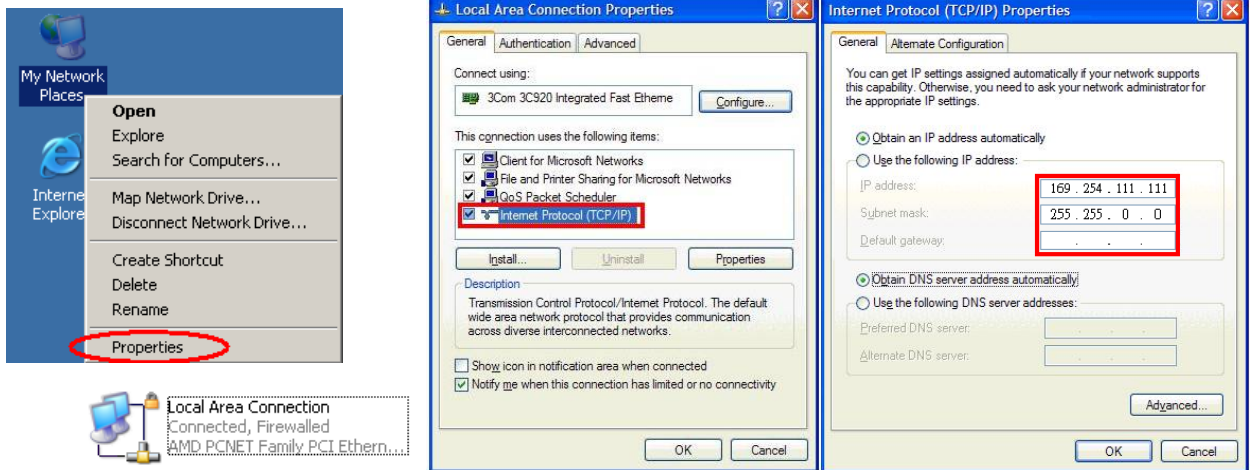 My Network
Places
Open
Explore
Search for Computers...
Map Network Drive...
Disconnect Network Drive...
Create Shortcut
Delete
Rename
Properties
Interne
Explore
Local Area Connection
Connected, Firewalled
AMD PCNET Family PCI Ethern...
Local Area Connection Properties
General Authentication Advanced
Connect using:
3Com 3C920 Integrated Fast Etherne
Configure...
This connection uses the following items:
Client for Microsoft Networks
File and Printer Sharing for Microsoft Networks
QoS Packet Scheduler
Internet Protocol (TCP/IP)
Install... Uninstall Properties
Description
Transmission Control Protocol/Internet Protocol. The default
wide area network protocol that provides communication
across diverse interconnected networks.
Show icon in notification area when connected
Notify me when this connection has limited or no connectivity
OK Cancel
Internet Protocol (TCP/IP) Properties
General Alternate Configuration
You can get IP settings assigned automatically if your network supports
this capability. Otherwise, you need to ask your network administrator for
the appropriate IP settings.
Obtain an IP address automatically
Use the following IP address:
IP address: 169 . 254 . 111 . 111
Subnet mask: 255 . 255 . 0 . 0
Default gateway: . . .
Obtain DNS server address automatically
Use the following DNS server addresses:
Preferred DNS server: . . .
Alternate DNS server: . . .
Advanced...
OK Cancel